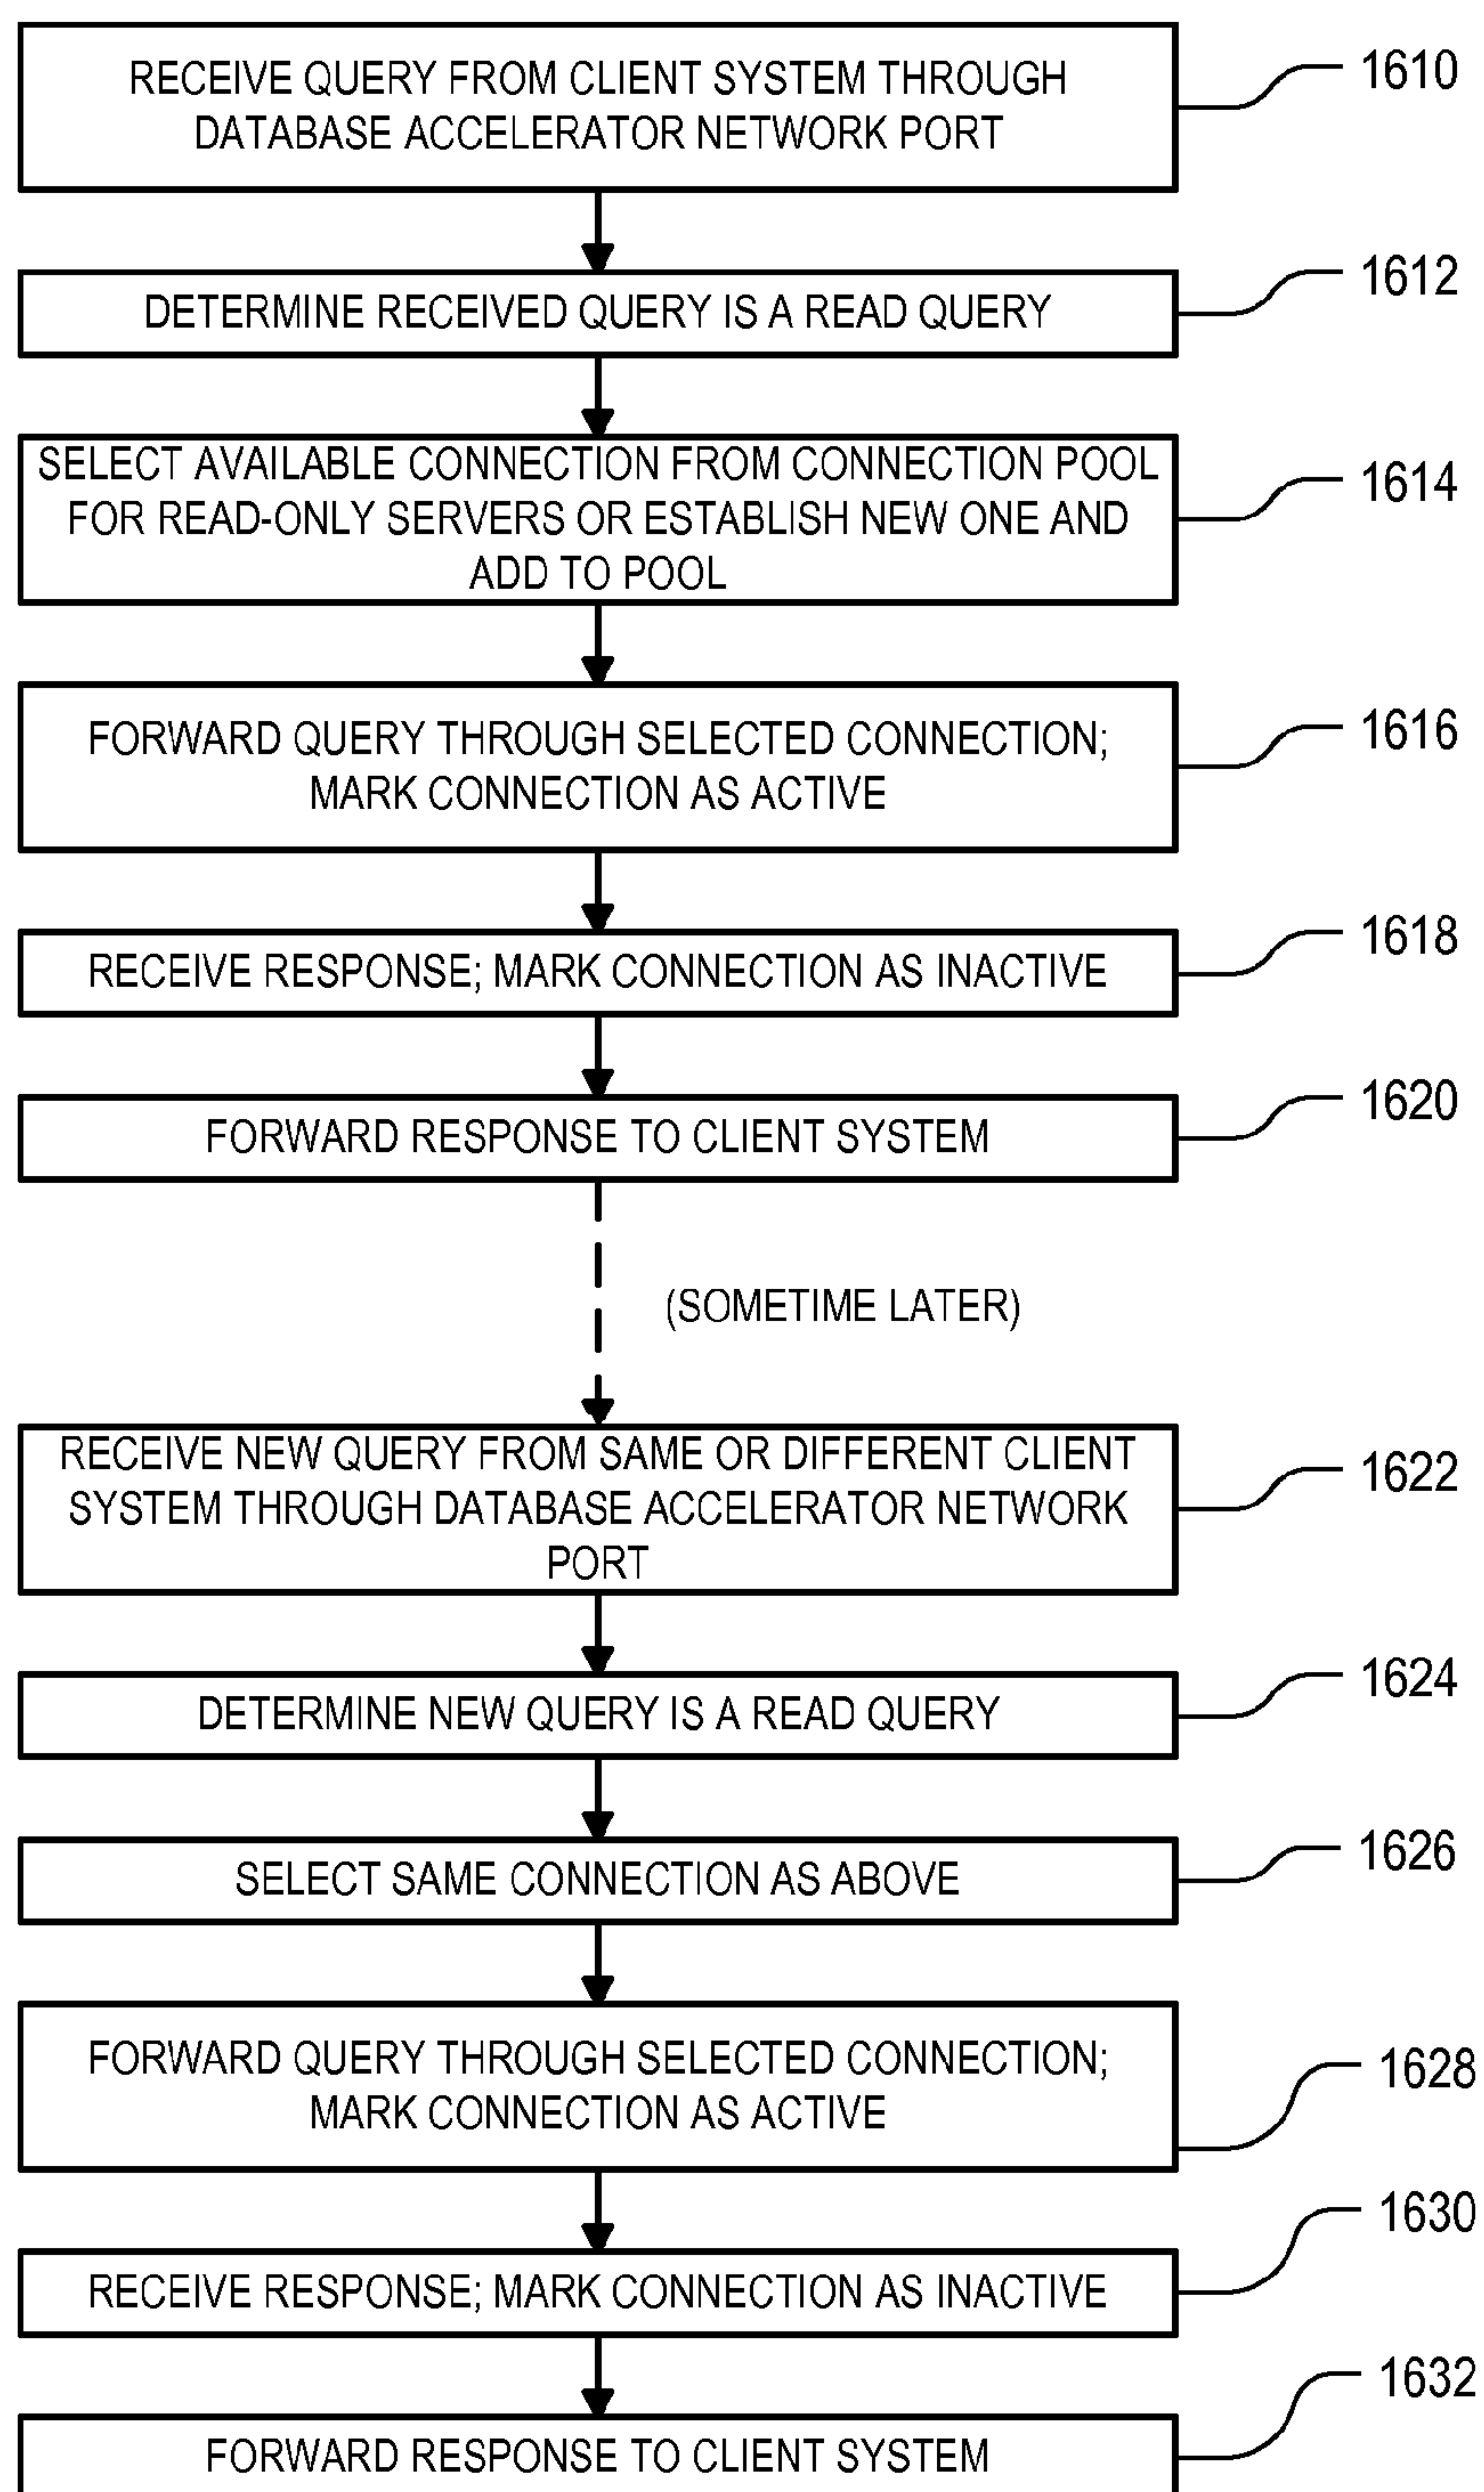 RECEIVE QUERY FROM CLIENT SYSTEM THROUGH
DATABASE ACCELERATOR NETWORK PORT
1610
DETERMINE RECEIVED QUERY IS A READ QUERY
1612
SELECT AVAILABLE CONNECTION FROM CONNECTION POOL
FOR READ-ONLY SERVERS OR ESTABLISH NEW ONE AND
ADD TO POOL
1614
FORWARD QUERY THROUGH SELECTED CONNECTION;
MARK CONNECTION AS ACTIVE
1616
RECEIVE RESPONSE; MARK CONNECTION AS INACTIVE
1618
FORWARD RESPONSE TO CLIENT SYSTEM
1620
(SOMETIME LATER)
RECEIVE NEW QUERY FROM SAME OR DIFFERENT CLIENT
SYSTEM THROUGH DATABASE ACCELERATOR NETWORK
PORT
1622
DETERMINE NEW QUERY IS A READ QUERY
1624
SELECT SAME CONNECTION AS ABOVE
1626
FORWARD QUERY THROUGH SELECTED CONNECTION;
MARK CONNECTION AS ACTIVE
1628
RECEIVE RESPONSE; MARK CONNECTION AS INACTIVE
1630
FORWARD RESPONSE TO CLIENT SYSTEM
1632